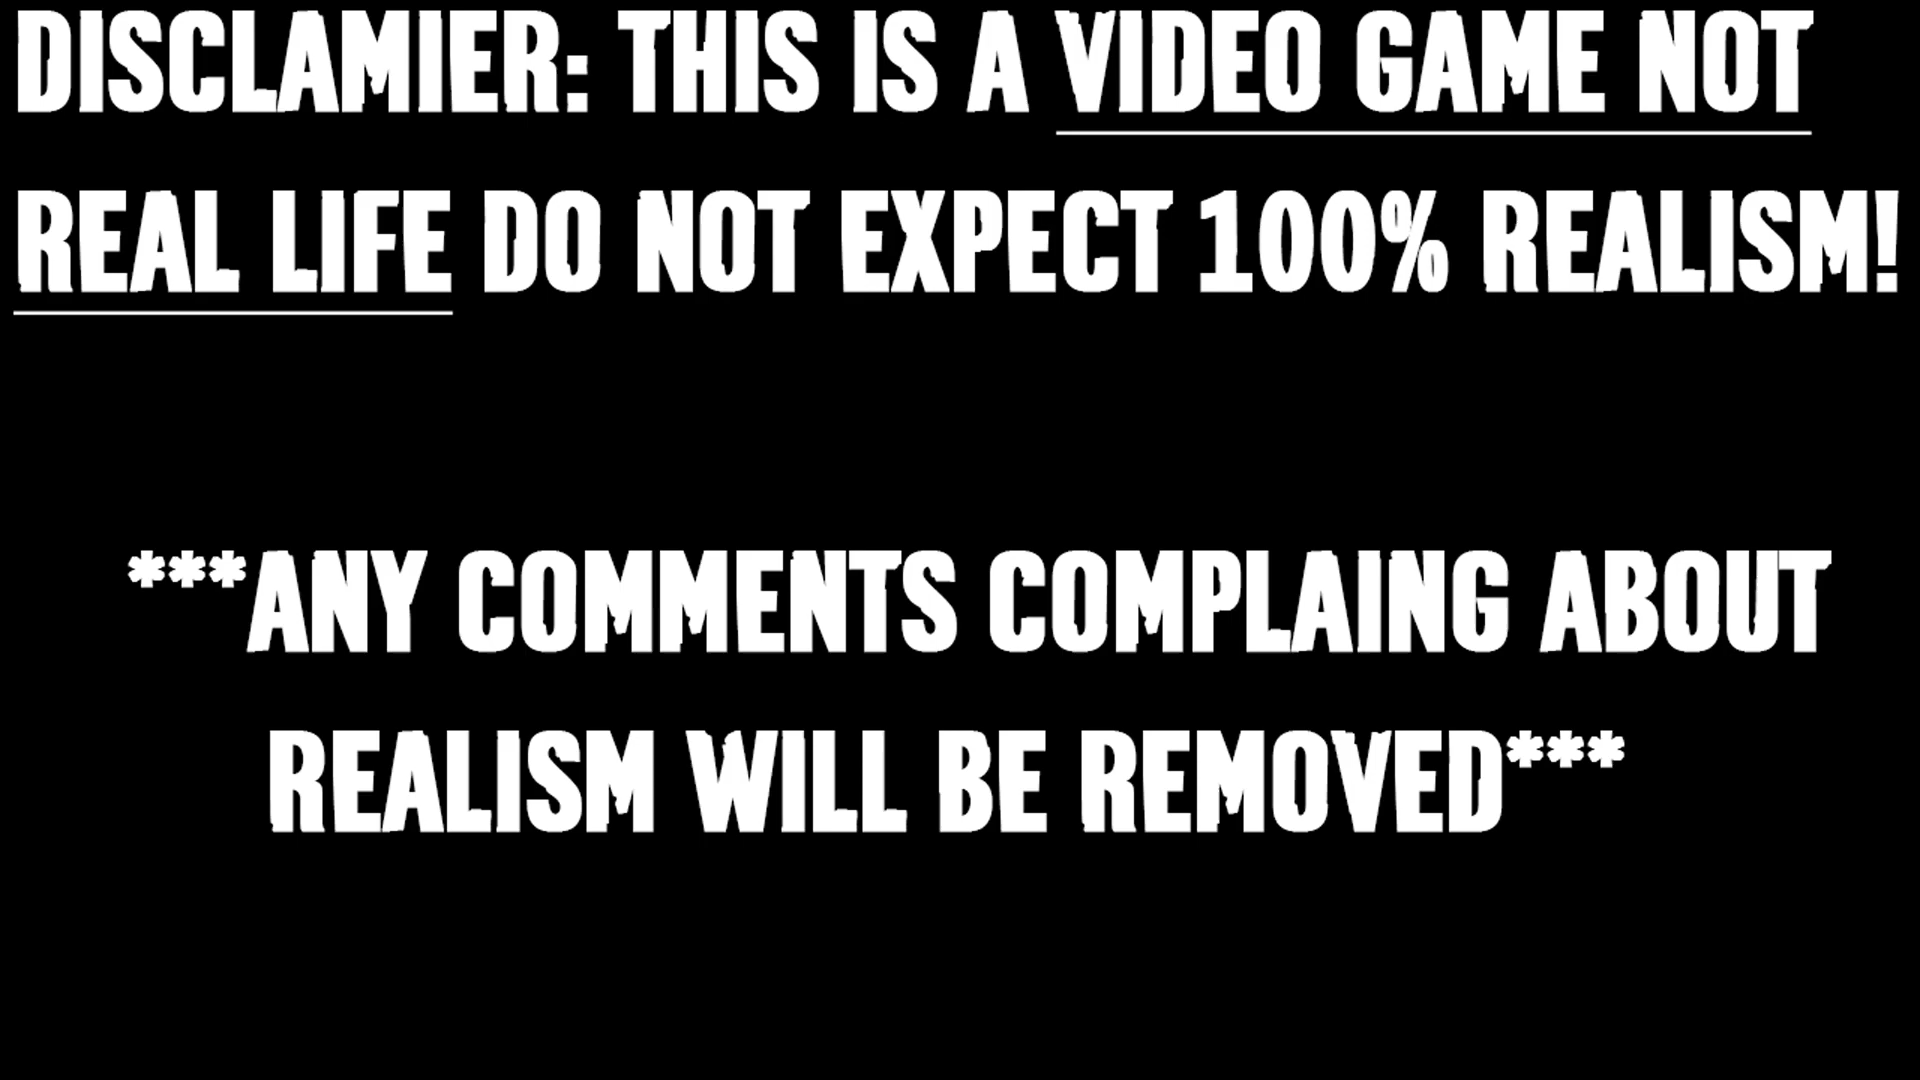 DISCLAMIER: THIS IS A VIDEO GAME NOT
REAL LIFE DO NOT EXPECT 100% REALISM!
***ANY COMMENTS COMPLAING ABOUT
REALISM WILL BE REMOVED***